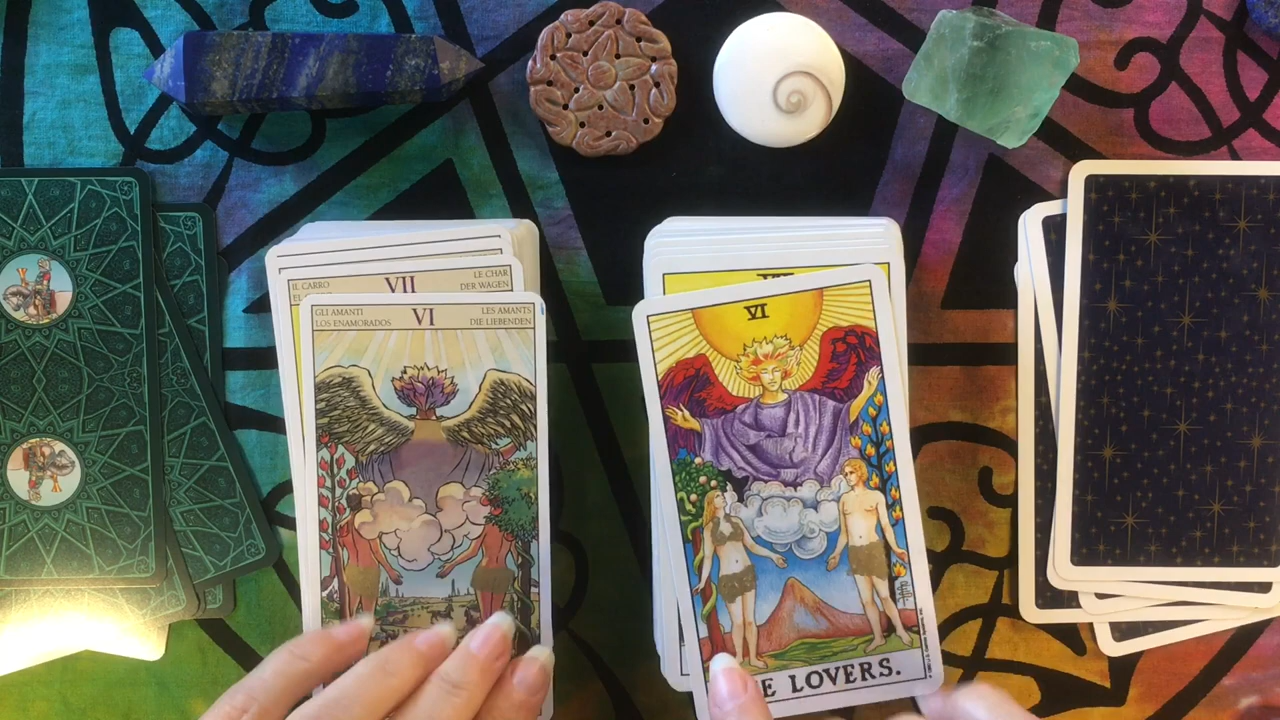 IL CARRO
VII
LE CHAR
DER WAGEN
GLI AMANTI
LOS ENAMORADOS
VI
LES AMANTS
DIE LIEBENDEN
VI
E LOVERS.